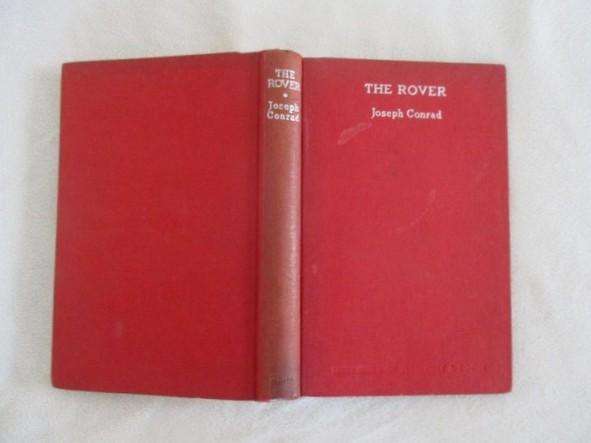 THE
ROVER
Joseph
Conrad
THE ROVER
Joseph Conrad